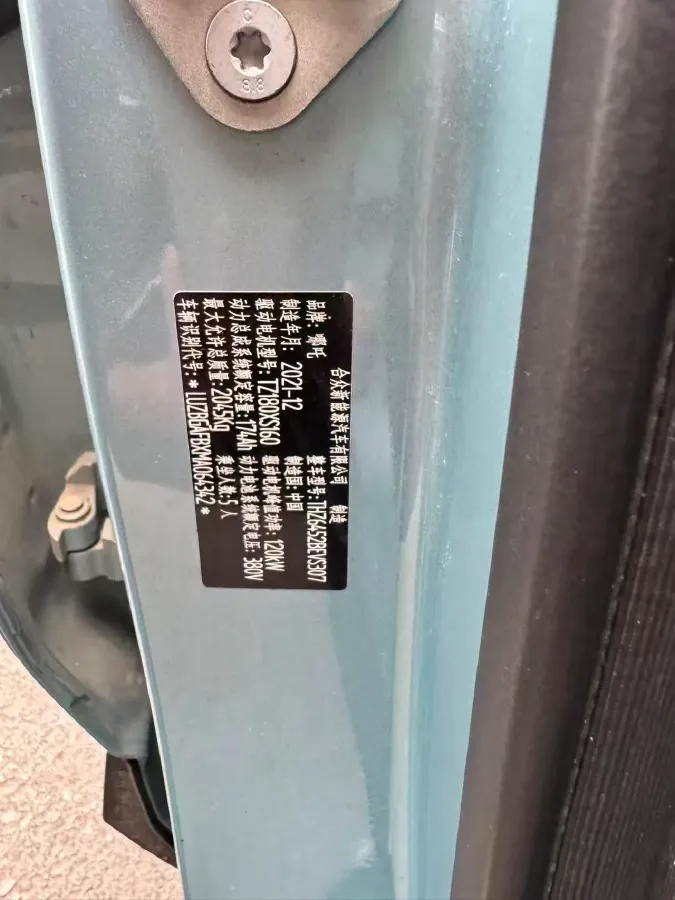 C
8.8
合众新能源汽车有限公司 制造
品牌: 哪吒 整车型号: THZ6452BEVS307
制造年月: 2021-12 制造国: 中国
驱动电机型号: TZ180XS160 驱动电机峰值功率: 120kW
动力总成系统额定容量: 174Ah 动力电池系统额定电压: 380V
最大允许总质量: 2045kg 乘坐人数: 5人
车辆识别代号: *